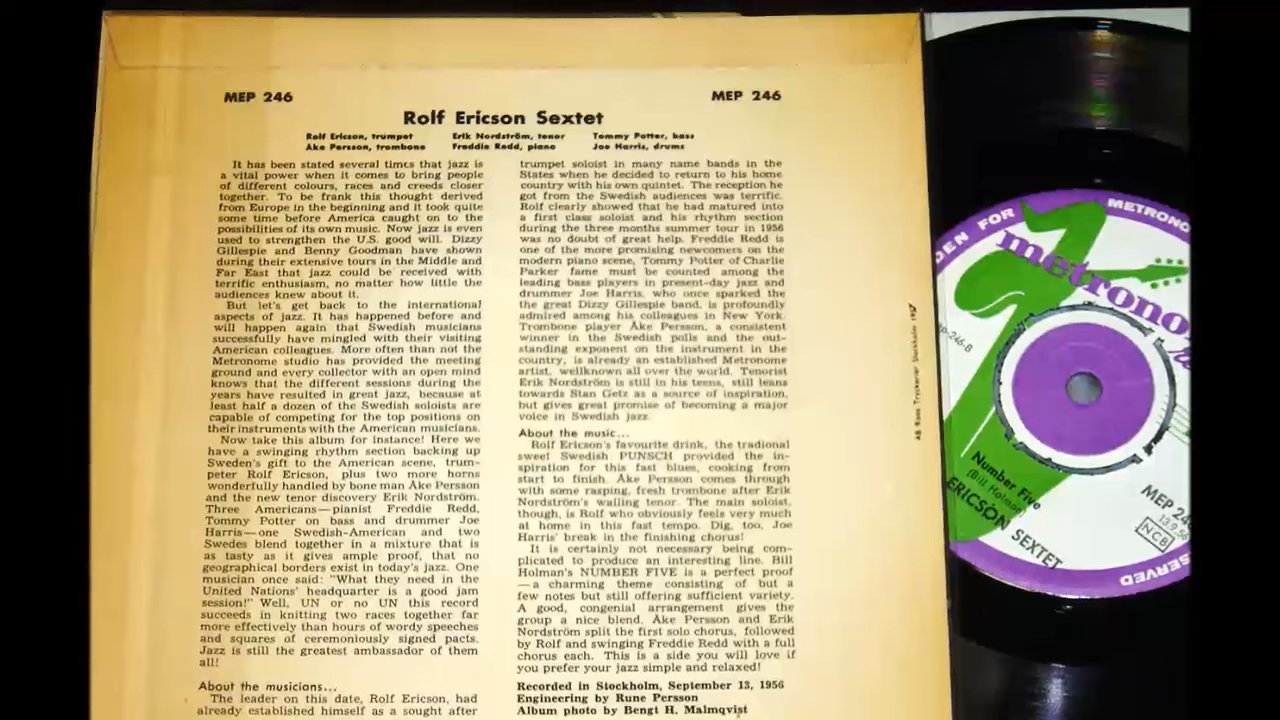 MEP 246
MEP 246
Rolf Ericson Sextet
Rolf Ericson, trumpet
Erik Nordström, tenor
Tommy Potter, bass
Åke Persson, trombone
Freddie Redd, piano
Joe Harris, drums
It has been stated several times that jazz is
a vital power when it comes to bring people
of different colours, races and creeds closer
together. To be frank this thought derived
from Europe in the beginning and it took quite
some time before America caught on to the
possibilities of its own music. Now jazz is even
used to strengthen the U.S. good will. Dizzy
Gillespie and Benny Goodman have shown
during their extensive tours in the Middle and
Far East that jazz could be received with
terrific enthusiasm, no matter how little the
audiences knew about it.
But let's get back to the international
aspects of jazz. It has happened before and
will happen again that Swedish musicians
successfully have mingled with their visiting
American colleagues. More often than not the
Metronome studio has provided the meeting
ground and every collector with an open mind
knows that the different sessions during the
years have resulted in great jazz, because at
least half a dozen of the Swedish soloists are
capable of competing for the top positions on
their instruments with the American musicians.
Now take this album for instance! Here we
have a swinging rhythm section backing up
Sweden's gift to the American scene, trum-
peter Rolf Ericson, plus two more horns
wonderfully handled by bone man Åke Persson
and the new tenor discovery Erik Nordström.
Three Americans—pianist Freddie Redd,
Tommy Potter on bass and drummer Joe
Harris—one Swedish-American and two
Swedes blend together in a mixture that is
as tasty as it gives ample proof, that no
geographical borders exist in today's jazz. One
musician once said: "What they need in the
United Nations' headquarter is a good jam
session!" Well, UN or no UN this record
succeeds in knitting two races together far
more effectively than hours of wordy speeches
and squares of ceremoniously signed pacts.
Jazz is still the greatest ambassador of them
all!
About the musicians...
The leader on this date, Rolf Ericson, had
already established himself as a sought after
trumpet soloist in many name bands in the
States when he decided to return to his home
country with his own quintet. The reception he
got from the Swedish audiences was terrific.
Rolf clearly showed that he had matured into
a first class soloist and his rhythm section
during the three months summer tour in 1956
was no doubt of great help. Freddie Redd is
one of the more promising newcomers on the
modern piano scene, Tommy Potter of Charlie
Parker fame must be counted among the
leading bass players in present-day jazz and
drummer Joe Harris, who once sparked the
the great Dizzy Gillespie band, is profoundly
admired among his colleagues in New York.
Trombone player Åke Persson, a consistent
winner in the Swedish polls and the out-
standing exponent on the instrument in the
country, is already an established Metronome
artist, wellknown all over the world. Tenorist
Erik Nordström is still in his teens, still leans
towards Stan Getz as a source of inspiration,
but gives great promise of becoming a major
voice in Swedish jazz.
About the music...
Rolf Ericson's favourite drink, the tradional
sweet Swedish PUNSCH provided the in-
spiration for this fast blues, cooking from
start to finish. Åke Persson comes through
with some rasping, fresh trombone after Erik
Nordström's wailing tenor. The main soloist,
though, is Rolf who obviously feels very much
at home in this fast tempo. Dig, too, Joe
Harris' break in the finishing chorus!
It is certainly not necessary being com-
plicated to produce an interesting line. Bill
Holman's NUMBER FIVE is a perfect proof
—a charming theme consisting of but a
few notes but still offering sufficient variety.
A good, congenial arrangement gives the
group a nice blend. Åke Persson and Erik
Nordström split the first solo chorus, followed
by Rolf and swinging Freddie Redd with a full
chorus each. This is a side you will love if
you prefer your jazz simple and relaxed!
Recorded in Stockholm, September 13, 1956
Engineering by Rune Persson
Album photo by Bengt H. Malmqvist
AB Ragn Tryckerier Stockholm
DEN FOR
METRONO
metrono
p-246-B
Number Five
(Bill Holman)
ERICSON SEXTET
MEP 24
13.9.56
NCB
SERVED